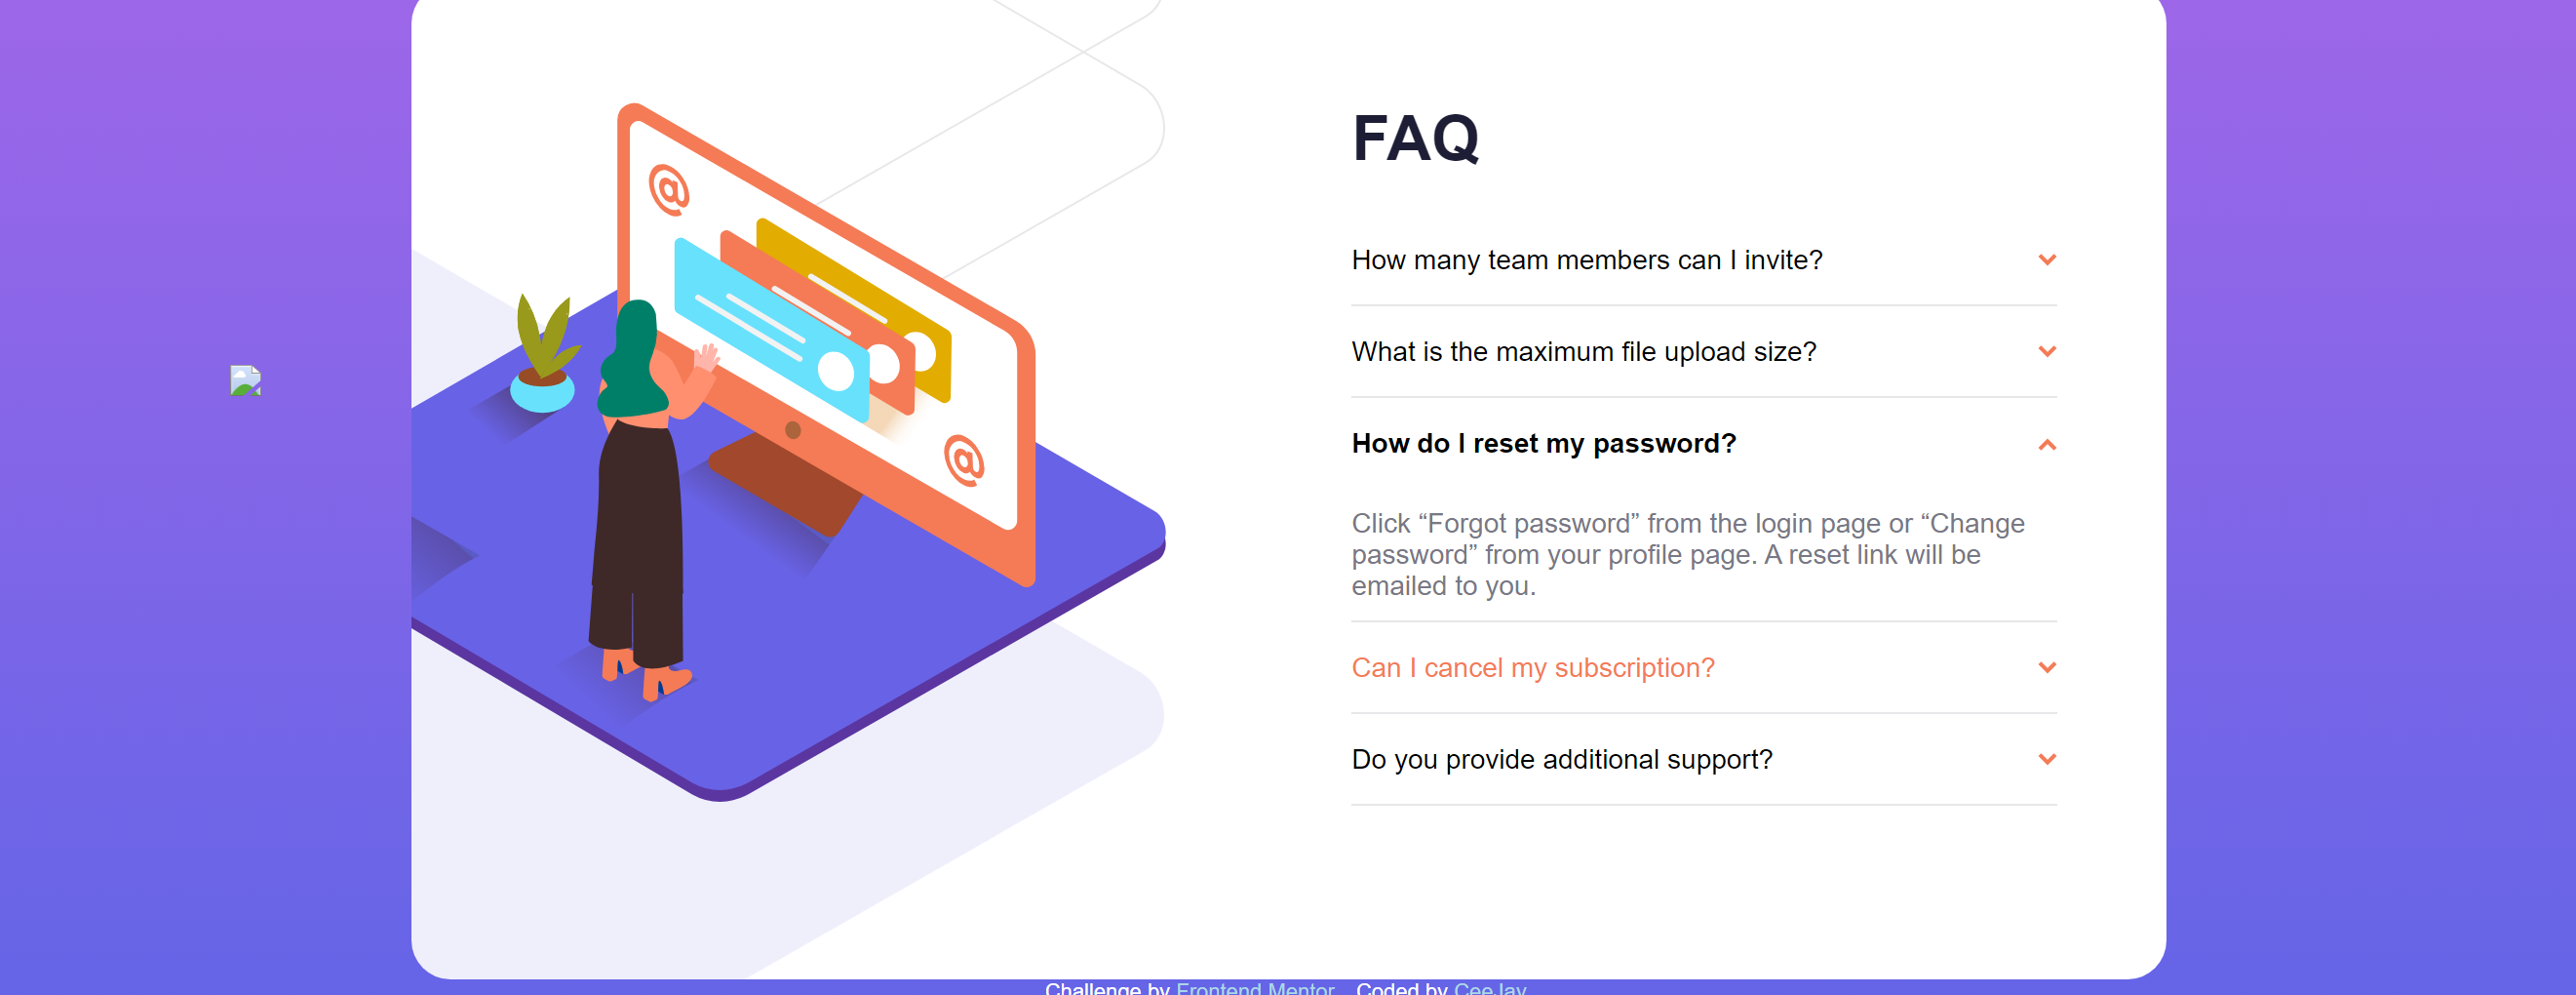 @
@
FAQ
How many team members can I invite?
What is the maximum file upload size?
How do I reset my password?
Click “Forgot password” from the login page or “Change
password” from your profile page. A reset link will be
emailed to you.
Can I cancel my subscription?
Do you provide additional support?
Challenge by Frontend Mentor Coded by CeeJay